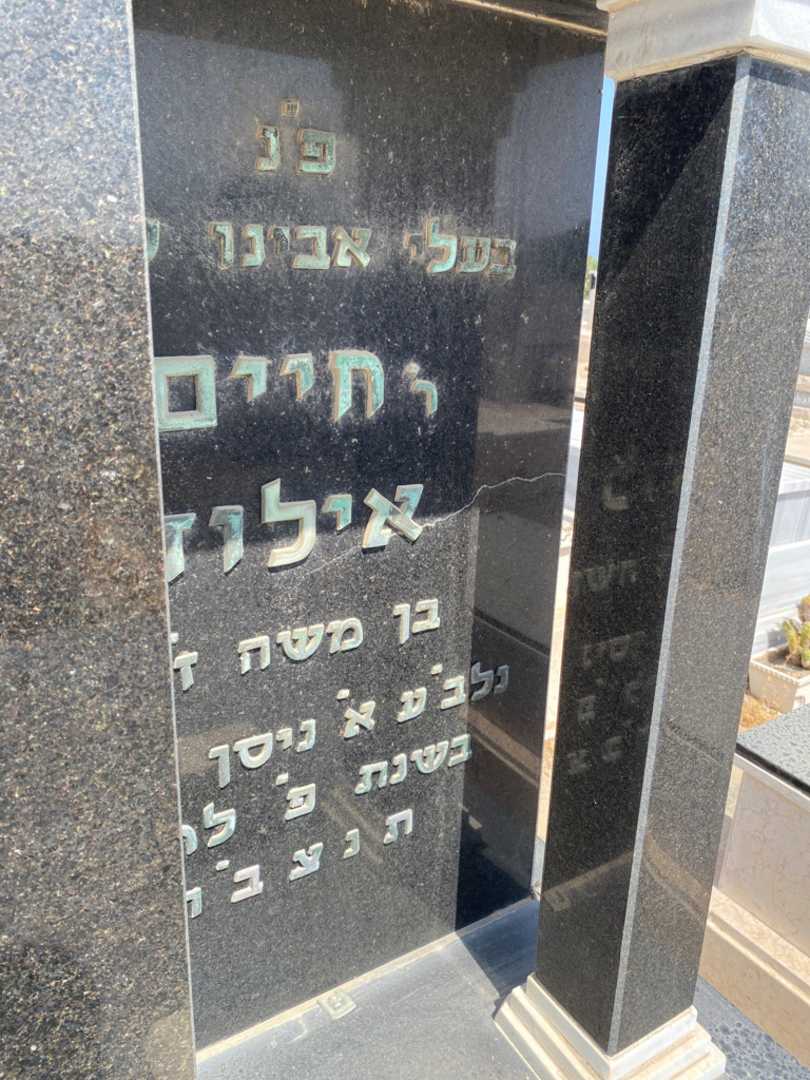 פ נ
בעלי אבינו
ר' חיים
אילוז
בן משה ז
נלב"ע א' ניסן
בשנת פ'
ת נ צ ב' ה